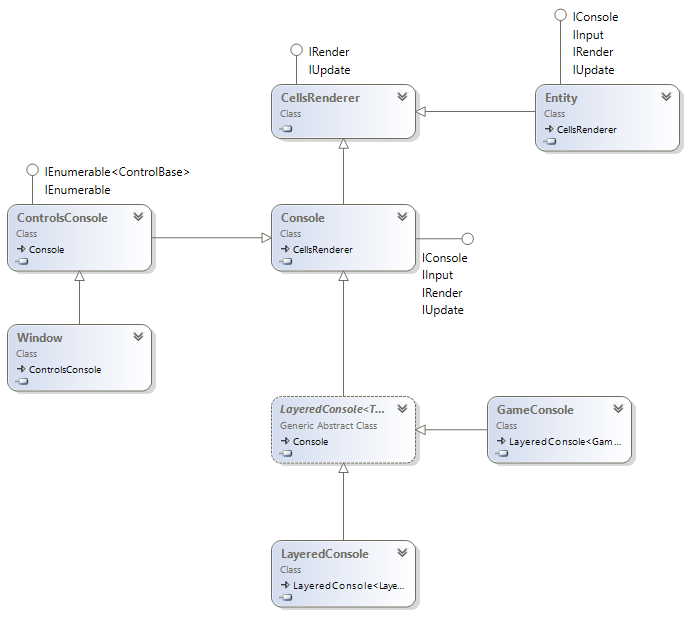 IConsole
IInput
IRender
IUpdate
IRender
IUpdate
CellsRenderer
Class
Entity
Class
CellsRenderer
IEnumerable<ControlBase>
IEnumerable
ControlsConsole
Class
Console
Console
Class
CellsRenderer
IConsole
IInput
IRender
IUpdate
Window
Class
ControlsConsole
LayeredConsole<T...
Generic Abstract Class
Console
GameConsole
Class
LayeredConsole<Gam...
LayeredConsole
Class
LayeredConsole<Laye...